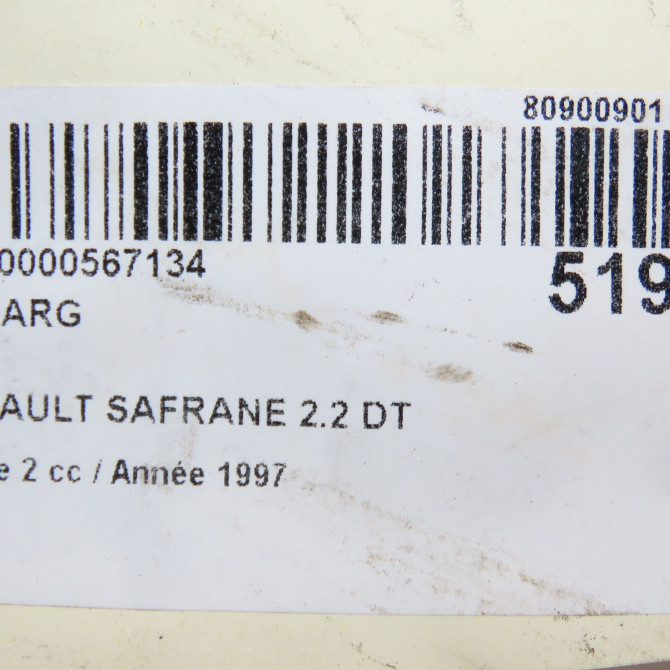 80900901
0000567134
519
ARG
AULT SAFRANE 2.2 DT
e 2 cc / Année 1997